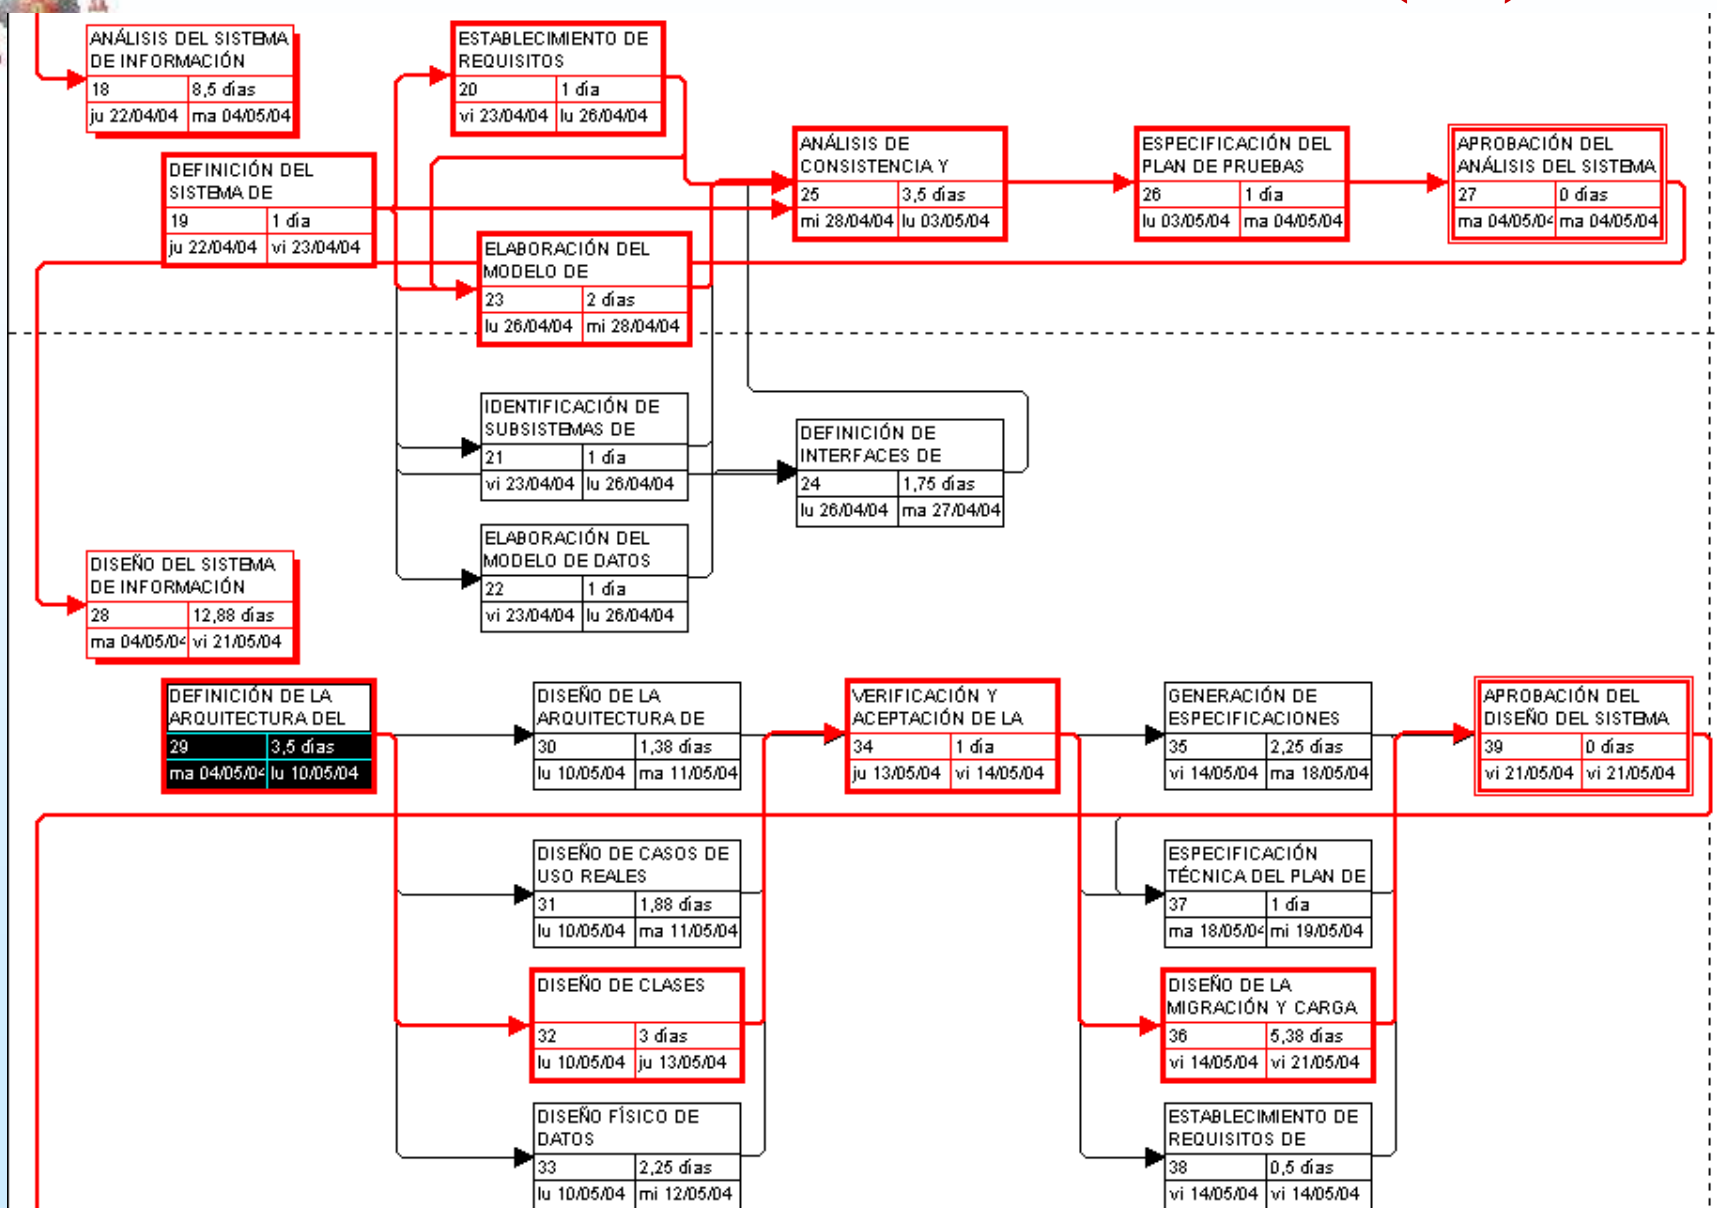 ANÁLISIS DEL SISTEMA
DE INFORMACIÓN
18 8,5 días
ju 22/04/04 ma 04/05/04
ESTABLECIMIENTO DE
REQUISITOS
20 1 día
vi 23/04/04 lu 26/04/04
DEFINICIÓN DEL
SISTEMA DE
19 1 día
ju 22/04/04 vi 23/04/04
ANÁLISIS DE
CONSISTENCIA Y
25 3,5 días
mi 28/04/04 lu 03/05/04
ESPECIFICACIÓN DEL
PLAN DE PRUEBAS
26 1 día
lu 03/05/04 ma 04/05/04
APROBACIÓN DEL
ANÁLISIS DEL SISTEMA
27 0 días
ma 04/05/04 ma 04/05/04
ELABORACIÓN DEL
MODELO DE
23 2 días
lu 26/04/04 mi 28/04/04
IDENTIFICACIÓN DE
SUBSISTEMAS DE
21 1 día
vi 23/04/04 lu 26/04/04
DEFINICIÓN DE
INTERFACES DE
24 1,75 días
lu 26/04/04 ma 27/04/04
ELABORACIÓN DEL
MODELO DE DATOS
22 1 día
vi 23/04/04 lu 26/04/04
DISEÑO DEL SISTEMA
DE INFORMACIÓN
28 12,88 días
ma 04/05/04 vi 21/05/04
DEFINICIÓN DE LA
ARQUITECTURA DEL
29 3,5 días
ma 04/05/04 lu 10/05/04
DISEÑO DE LA
ARQUITECTURA DE
30 1,38 días
lu 10/05/04 ma 11/05/04
VERIFICACIÓN Y
ACEPTACIÓN DE LA
34 1 día
ju 13/05/04 vi 14/05/04
GENERACIÓN DE
ESPECIFICACIONES
35 2,25 días
vi 14/05/04 ma 18/05/04
APROBACIÓN DEL
DISEÑO DEL SISTEMA
39 0 días
vi 21/05/04 vi 21/05/04
DISEÑO DE CASOS DE
USO REALES
31 1,88 días
lu 10/05/04 ma 11/05/04
ESPECIFICACIÓN
TÉCNICA DEL PLAN DE
37 1 día
ma 18/05/04 mi 19/05/04
DISEÑO DE CLASES
32 3 días
lu 10/05/04 ju 13/05/04
DISEÑO DE LA
MIGRACIÓN Y CARGA
36 5,38 días
vi 14/05/04 vi 21/05/04
DISEÑO FÍSICO DE
DATOS
33 2,25 días
lu 10/05/04 mi 12/05/04
ESTABLECIMIENTO DE
REQUISITOS DE
38 0,5 días
vi 14/05/04 vi 14/05/04